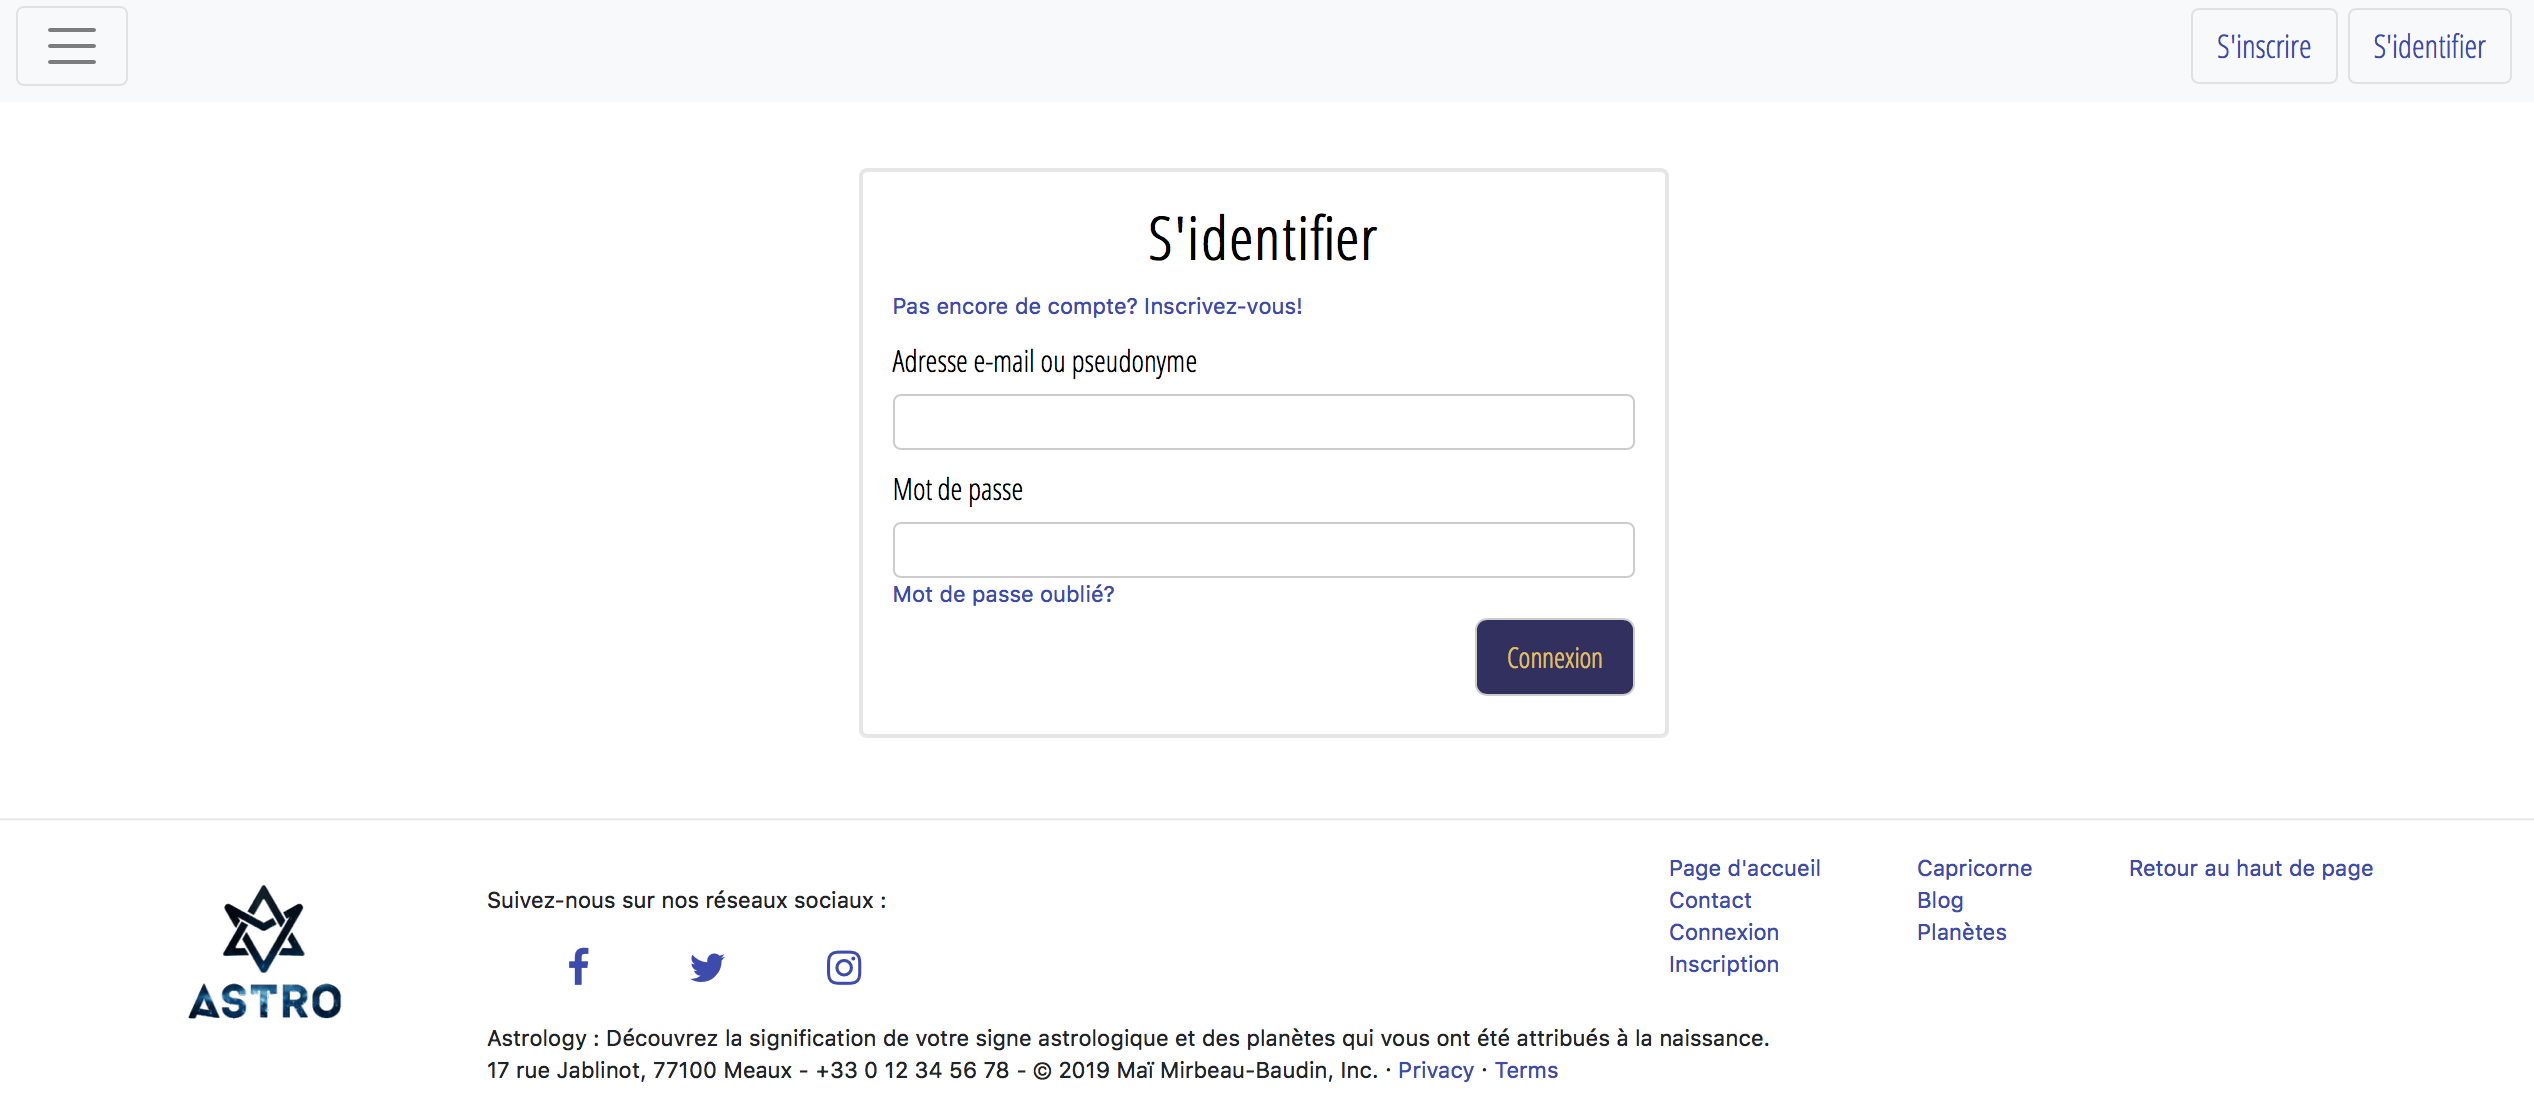 S'inscrire
S'identifier
S'identifier
Pas encore de compte? Inscrivez-vous!
Adresse e-mail ou pseudonyme
Mot de passe
Mot de passe oublié?
Connexion
ASTRO
Suivez-nous sur nos réseaux sociaux :
Page d'accueil
Contact
Connexion
Inscription
Capricorne
Blog
Planètes
Retour au haut de page
Astrology : Découvrez la signification de votre signe astrologique et des planètes qui vous ont été attribués à la naissance.
17 rue Jablinot, 77100 Meaux - +33 0 12 34 56 78 - © 2019 Maï Mirbeau-Baudin, Inc. · Privacy · Terms